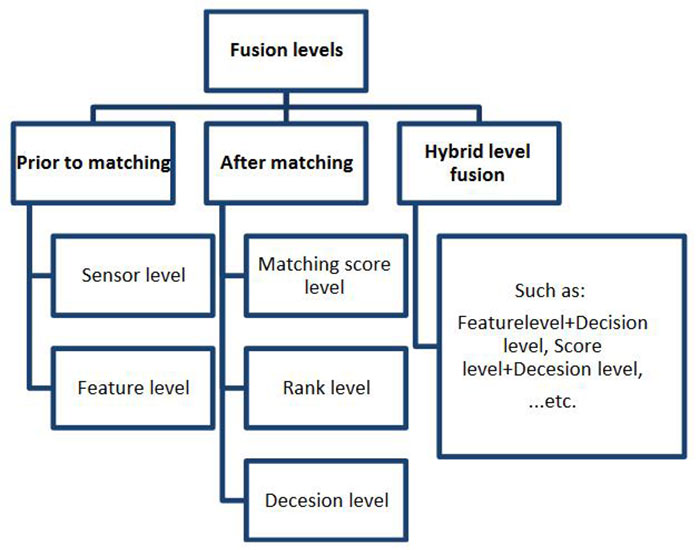 Fusion levels
Prior to matching
After matching
Hybrid level
fusion
Sensor level
Feature level
Matching score
level
Rank level
Decesion level
Such as:
Featurelevel+Decision
level, Score
level+Decesion level,
...etc.